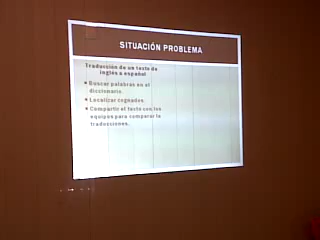 SITUACIÓN PROBLEMA
Traducción de un texto de
inglés a español
Buscar palabras en el
diccionario.
Localizar cognados.
Compartir el texto con los
equipos para comparar la
traducciones.